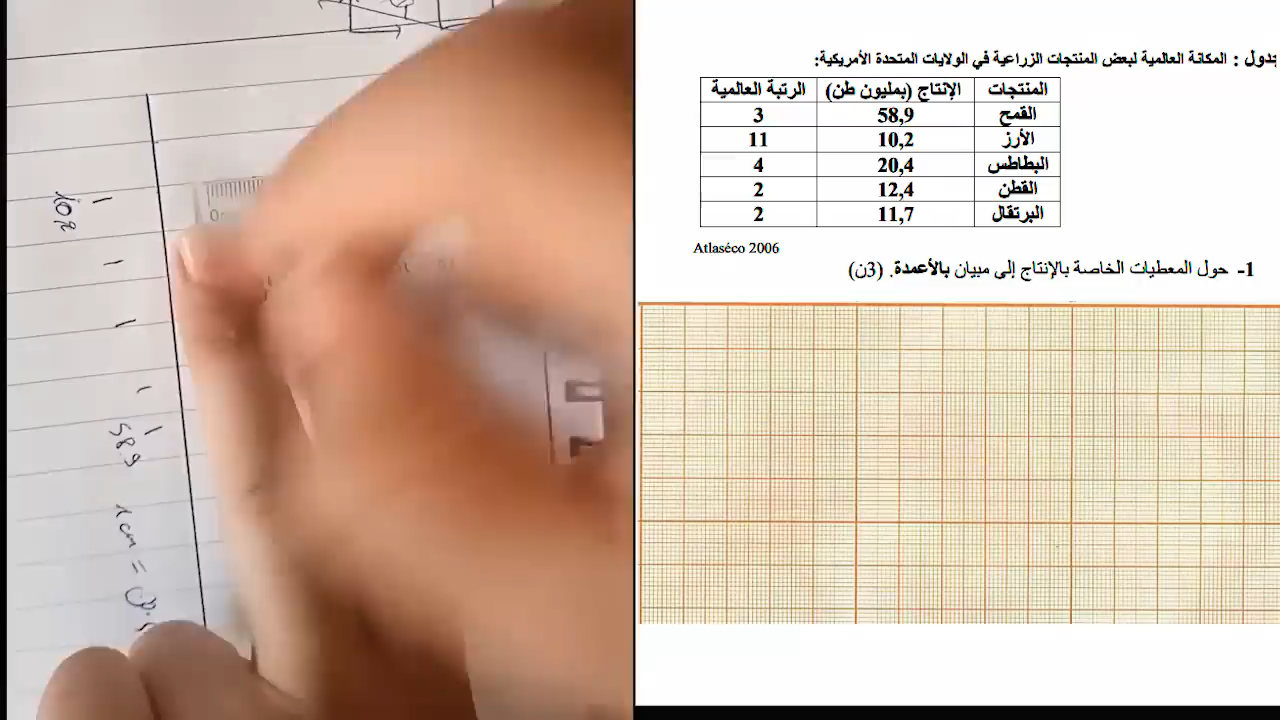 جدول : المكانة العالمية لبعض المنتجات الزراعية في الولايات المتحدة الأمريكية:
المنتجات الإنتاج (بمليون طن) الرتبة العالمية
القمح 58,9 3
الأرز 10,2 11
البطاطس 20,4 4
القطن 12,4 2
البرتقال 11,7 2
Atlaséco 2006
1- حول المعطيات الخاصة بالإنتاج إلى مبيان بالأعمدة. (3ن)
58.9
1 cm =